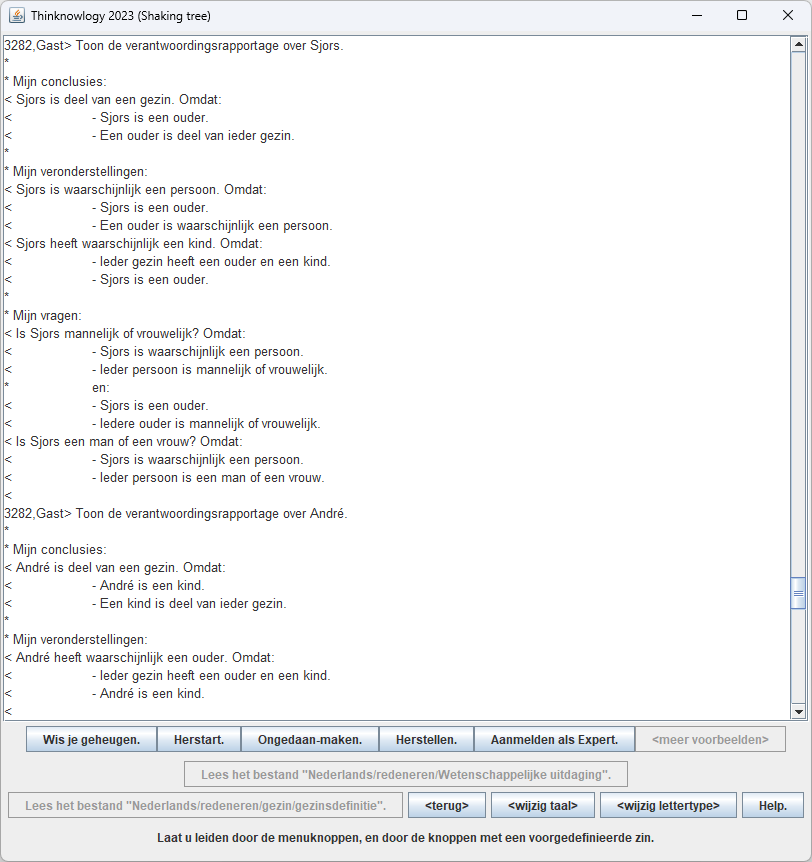 Thinknowlogy 2023 (Shaking tree)
3282,Gast> Toon de verantwoordingsrapportage over Sjors.
*
* Mijn conclusies:
< Sjors is deel van een gezin. Omdat:
< - Sjors is een ouder.
< - Een ouder is deel van ieder gezin.
*
* Mijn veronderstellingen:
< Sjors is waarschijnlijk een persoon. Omdat:
< - Sjors is een ouder.
< - Een ouder is waarschijnlijk een persoon.
< Sjors heeft waarschijnlijk een kind. Omdat:
< - Ieder gezin heeft een ouder en een kind.
< - Sjors is een ouder.
*
* Mijn vragen:
< Is Sjors mannelijk of vrouwelijk? Omdat:
< - Sjors is waarschijnlijk een persoon.
< - Ieder persoon is mannelijk of vrouwelijk.
* en:
< - Sjors is een ouder.
< - Iedere ouder is mannelijk of vrouwelijk.
< Is Sjors een man of een vrouw? Omdat:
< - Sjors is waarschijnlijk een persoon.
< - Ieder persoon is een man of een vrouw.
<
3282,Gast> Toon de verantwoordingsrapportage over André.
*
* Mijn conclusies:
< André is deel van een gezin. Omdat:
< - André is een kind.
< - Een kind is deel van ieder gezin.
*
* Mijn veronderstellingen:
< André heeft waarschijnlijk een ouder. Omdat:
< - Ieder gezin heeft een ouder en een kind.
< - André is een kind.
<
Wis je geheugen. Herstart. Ongedaan-maken. Herstellen. Aanmelden als Expert. <meer voorbeelden>
Lees het bestand "Nederlands/redeneren/Wetenschappelijke uitdaging".
Lees het bestand "Nederlands/redeneren/gezin/gezinsdefinitie". <terug> <wijzig taal> <wijzig lettertype> Help.
Laat u leiden door de menuknoppen, en door de knoppen met een voorgedefinieerde zin.